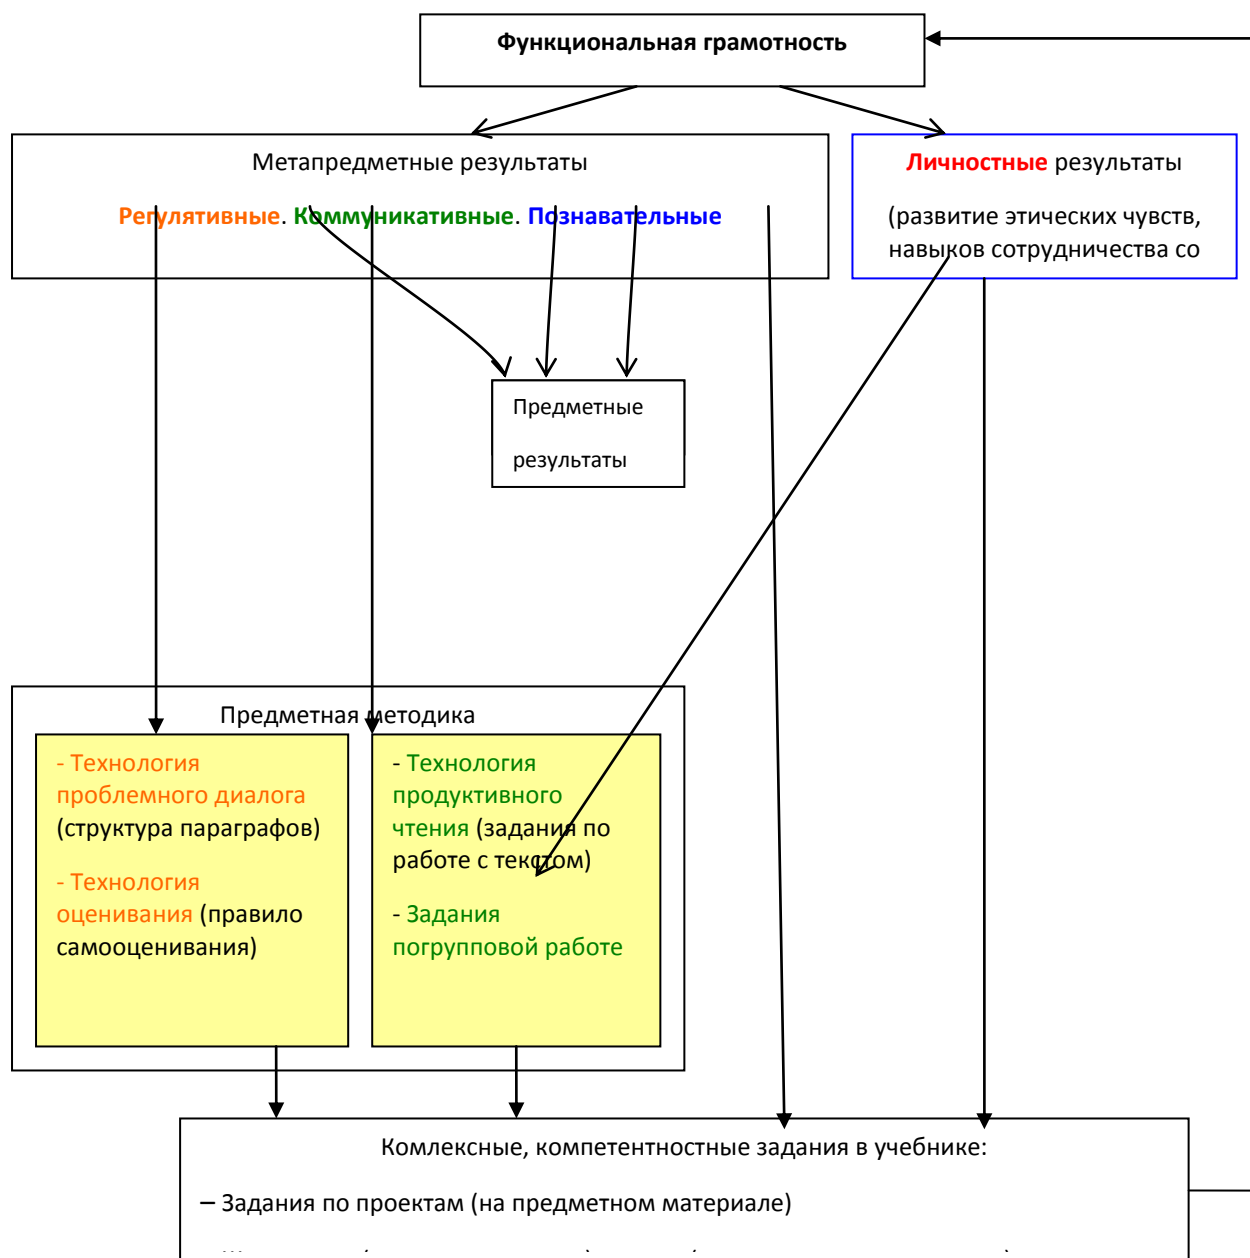 Функциональная грамотность
Метапредметные результаты
Регулятивные. Коммуникативные. Познавательные
Личностные результаты
(развитие этических чувств,
навыков сотрудничества со
Предметные
результаты
Предметная методика
- Технология
проблемного диалога
(структура параграфов)
- Технология
оценивания (правило
самооценивания)
- Технология
продуктивного
чтения (задания по
работе с текстом)
- Задания
погрупповой работе
Комлексные, компетентностные задания в учебнике:
– Задания по проектам (на предметном материале)